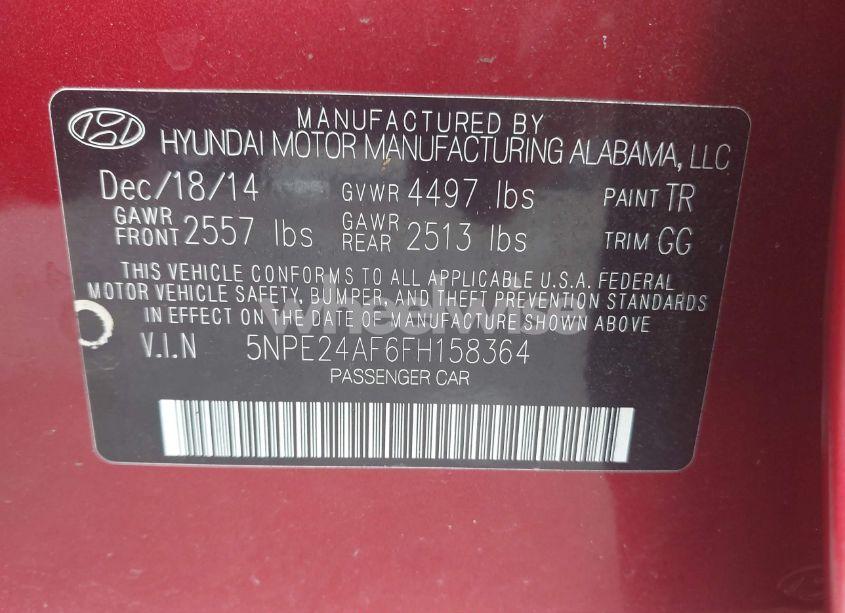 MANUFACTURED BY
HYUNDAI MOTOR MANUFACTURING ALABAMA, LLC
Dec/18/14 GVWR 4497 lbs PAINT TR
GAWR FRONT 2557 lbs GAWR REAR 2513 lbs TRIM GG
THIS VEHICLE CONFORMS TO ALL APPLICABLE U.S.A. FEDERAL
MOTOR VEHICLE SAFETY, BUMPER, AND THEFT PREVENTION STANDARDS
IN EFFECT ON THE DATE OF MANUFACTURE SHOWN ABOVE.
wheelwise
V.I.N 5NPE24AF6FH158364
PASSENGER CAR